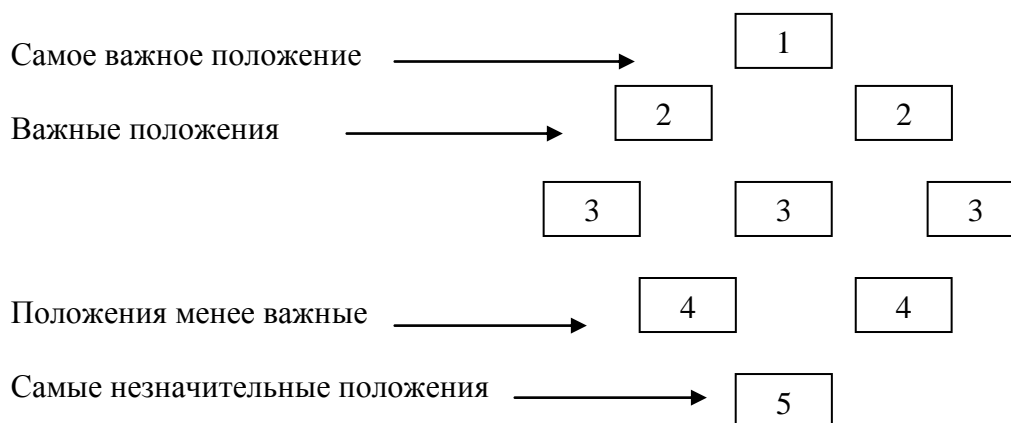 1
Самое важное положение
2 2
Важные положения
3 3 3
4 4
Положения менее важные
Самые незначительные положения
5